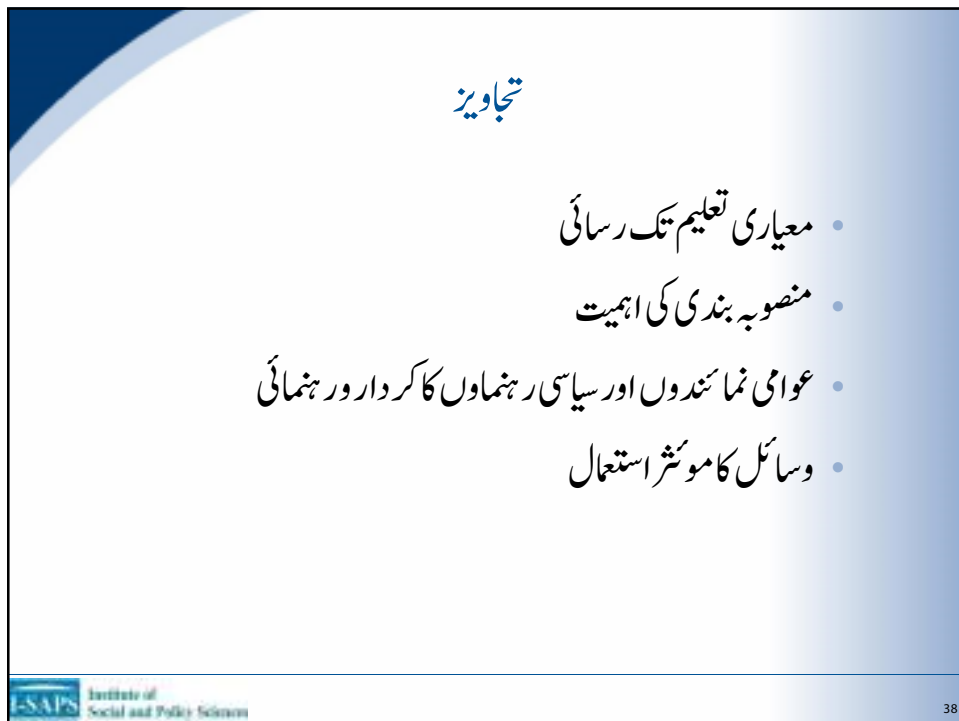 تجاویز
• معیاری تعلیم تک رسائی
• منصوبہ بندی کی اہمیت
• عوامی نمائندوں اور سیاسی رہنماوں کا کردار ورہنمائی
• وسائل کا موئثر استعمال
I-SAPS Institute of
Social and Policy Sciences
38